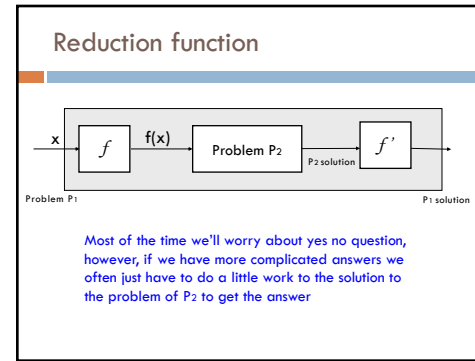 Reduction function
x f f(x) Problem P2 P2 solution f'
Problem P1 P1 solution
Most of the time we'll worry about yes no question,
however, if we have more complicated answers we
often just have to do a little work to the solution to
the problem of P2 to get the answer